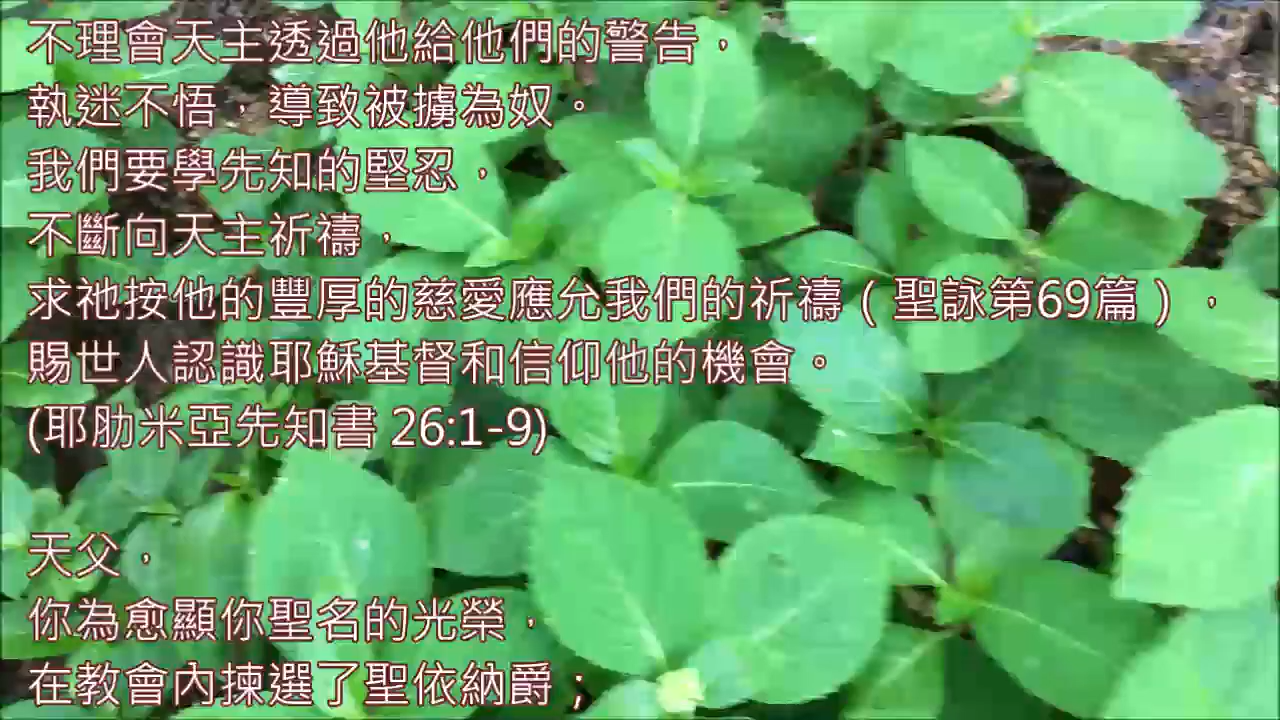 不理會天主透過他給他們的警告，
執迷不悟，導致被擄為奴。
我們要學先知的堅忍，
不斷向天主祈禱，
求祂按他的豐厚的慈愛應允我們的祈禱（聖詠第69篇），
賜世人認識耶穌基督和信仰他的機會。
(耶肋米亞先知書 26:1-9)
天父，
你為愈顯你聖名的光榮，
在教會內揀選了聖依納爵；